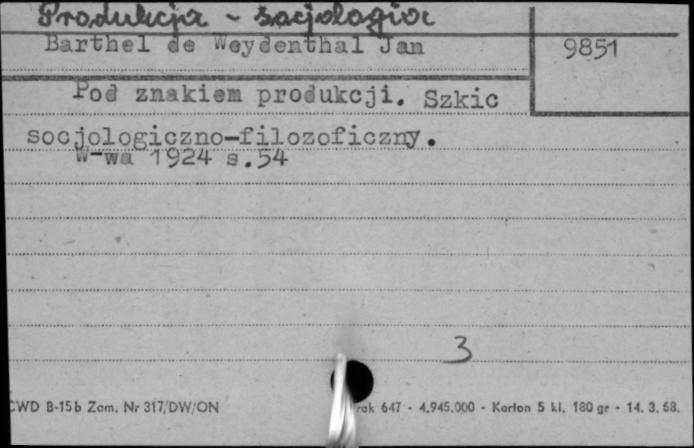 Produkcja - socjologia
Barthel de Weydenthal Jan
9851
Pod znakiem produkcji. Szkic
socjologiczno-filozoficzny.
W-wa 1924 s.54
3
CWD B-15b Zam. Nr 317/DW/ON 647 - 4.945.000 - Karton 5 kl. 180 gr - 14. 3. 68.